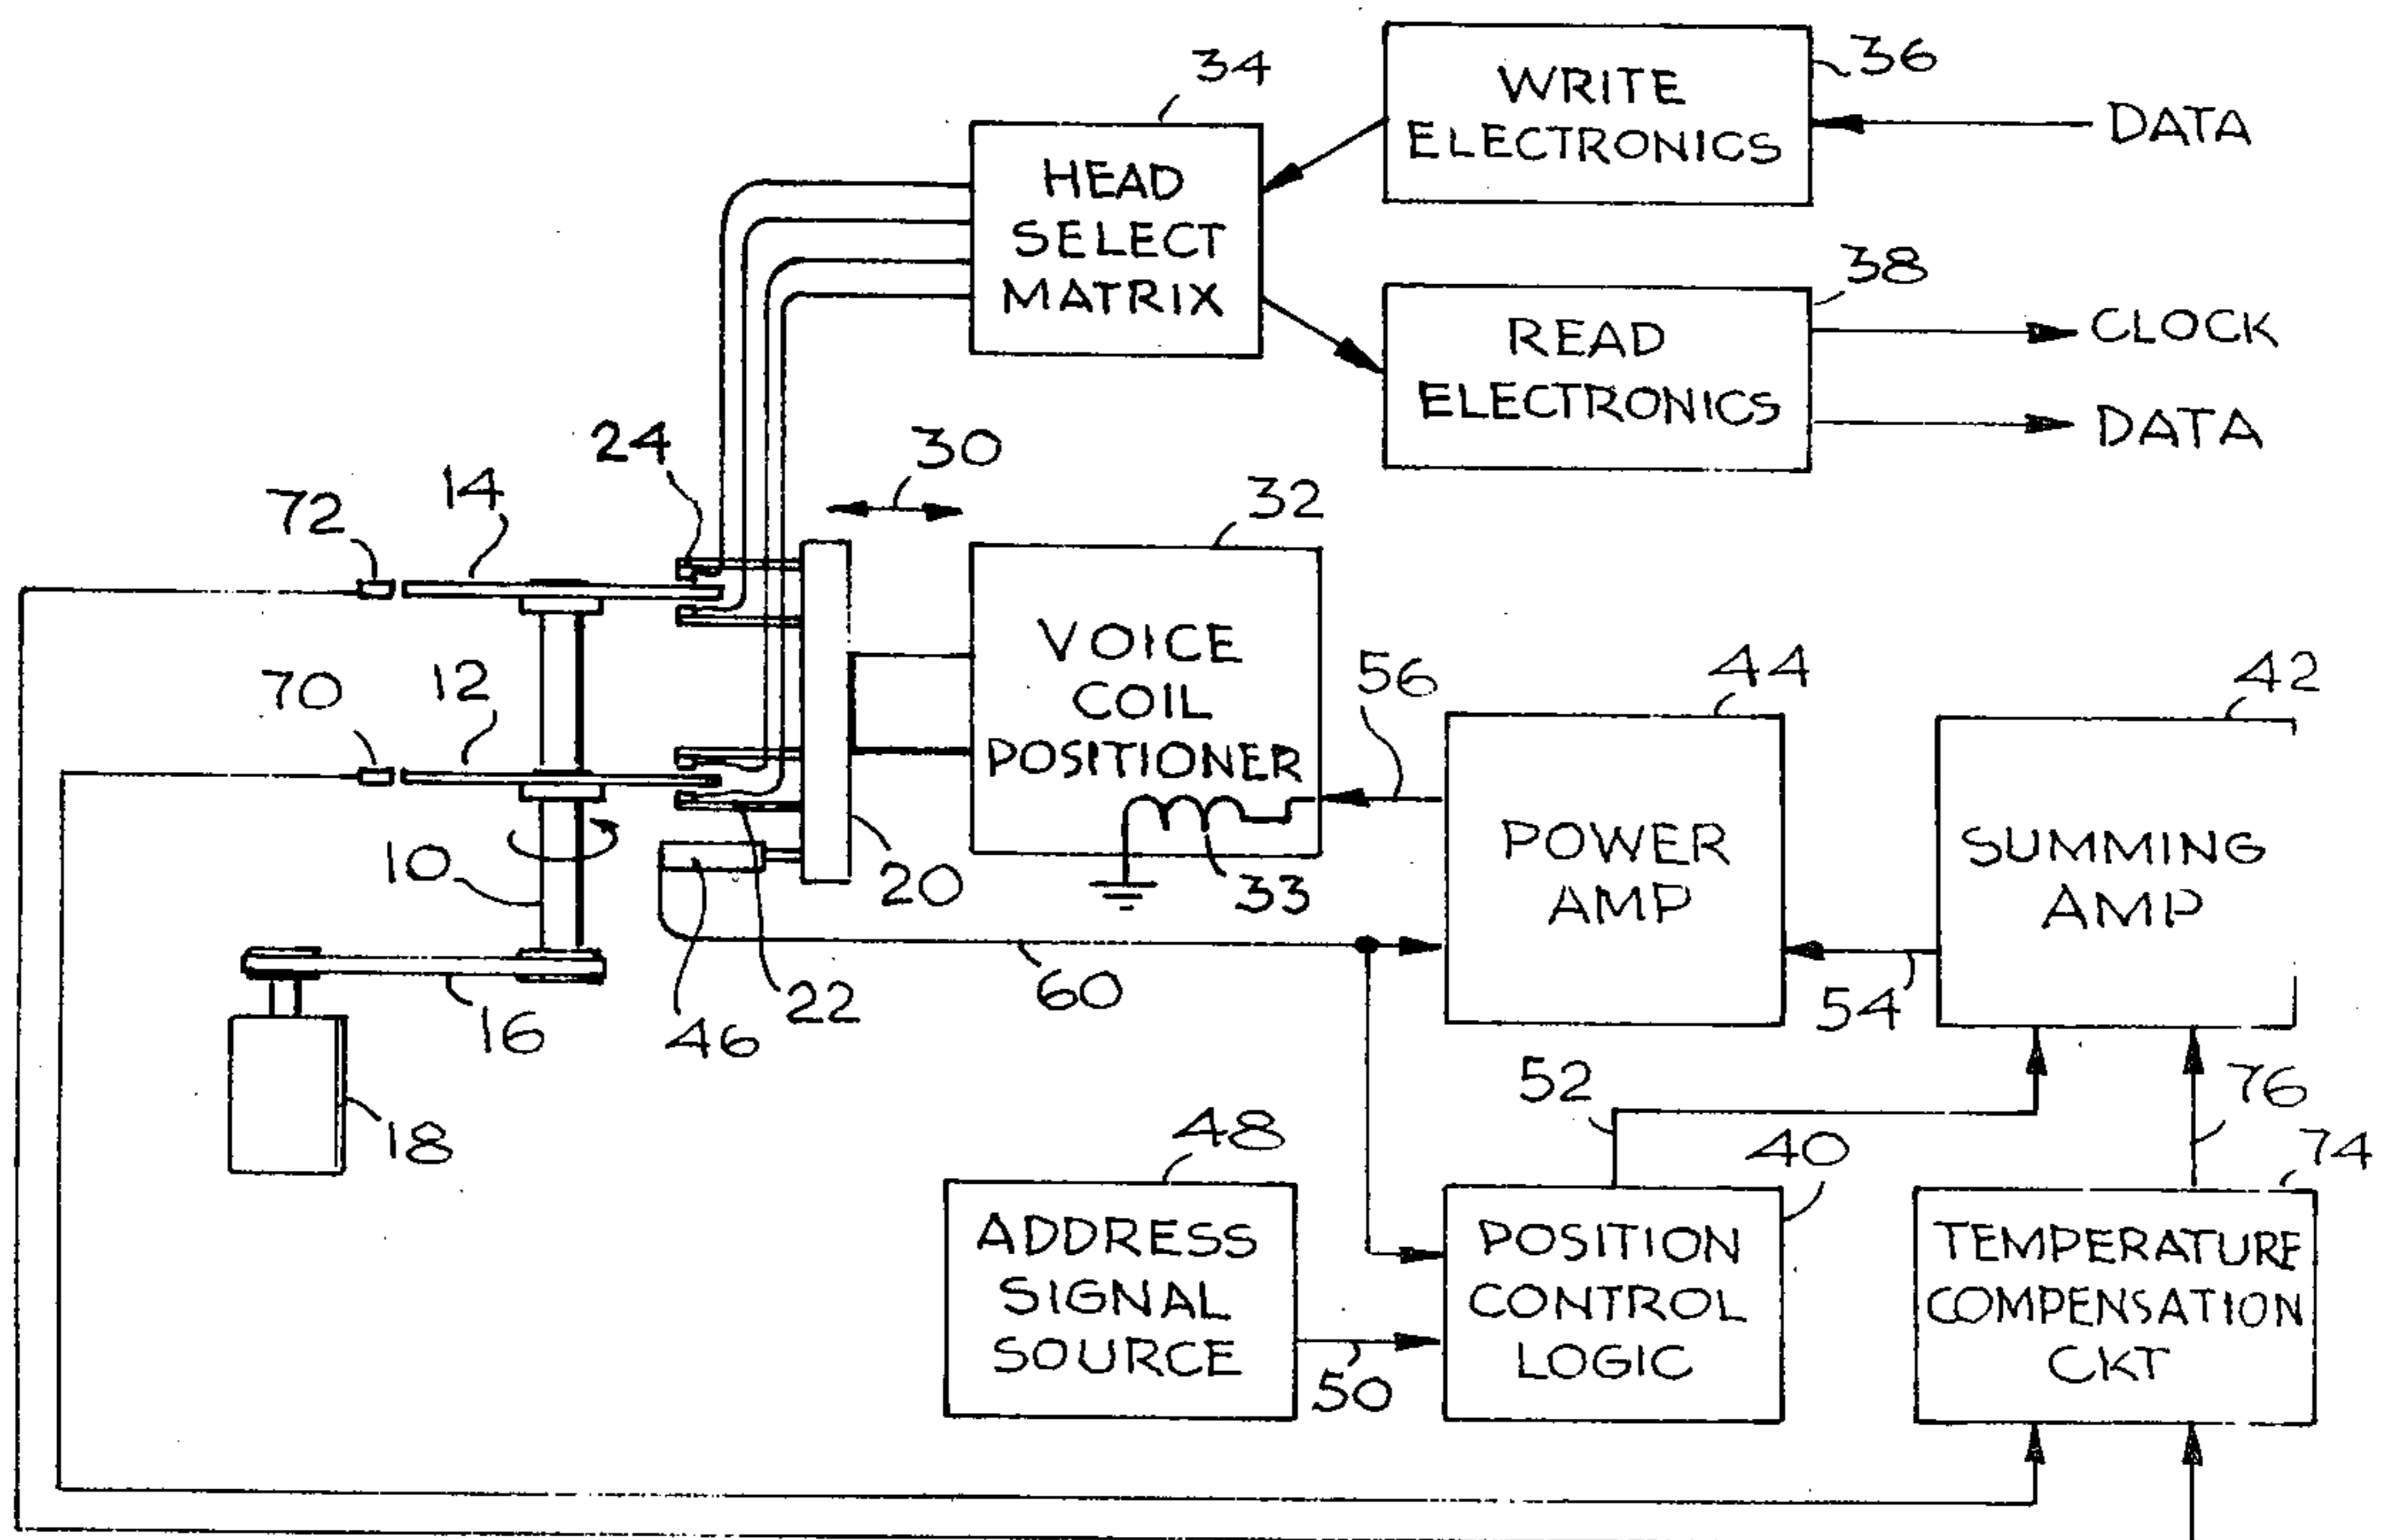 34
WRITE
ELECTRONICS
36
DATA
HEAD
SELECT
MATRIX
38
READ
ELECTRONICS
CLOCK
DATA
24
30
72
14
32
VOICE
COIL
POSITIONER
33
70
12
56
44
42
POWER
AMP
SUMMING
AMP
10
20
54
60
22
46
16
18
52
76
48
40
74
ADDRESS
SIGNAL
SOURCE
50
POSITION
CONTROL
LOGIC
TEMPERATURE
COMPENSATION
CKT